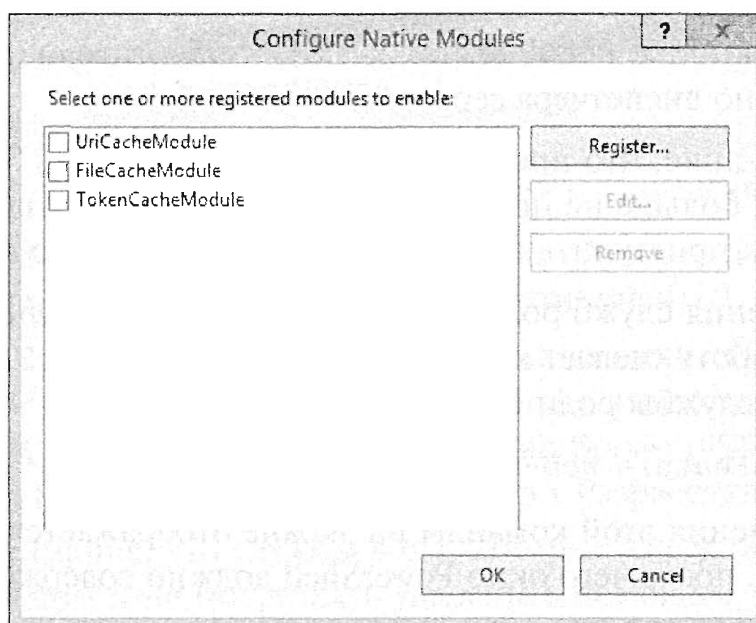 Configure Native Modules
?
x
Select one or more registered modules to enable:
UriCacheModule
FileCacheModule
TokenCacheModule
Register...
Edit...
Remove
OK
Cancel